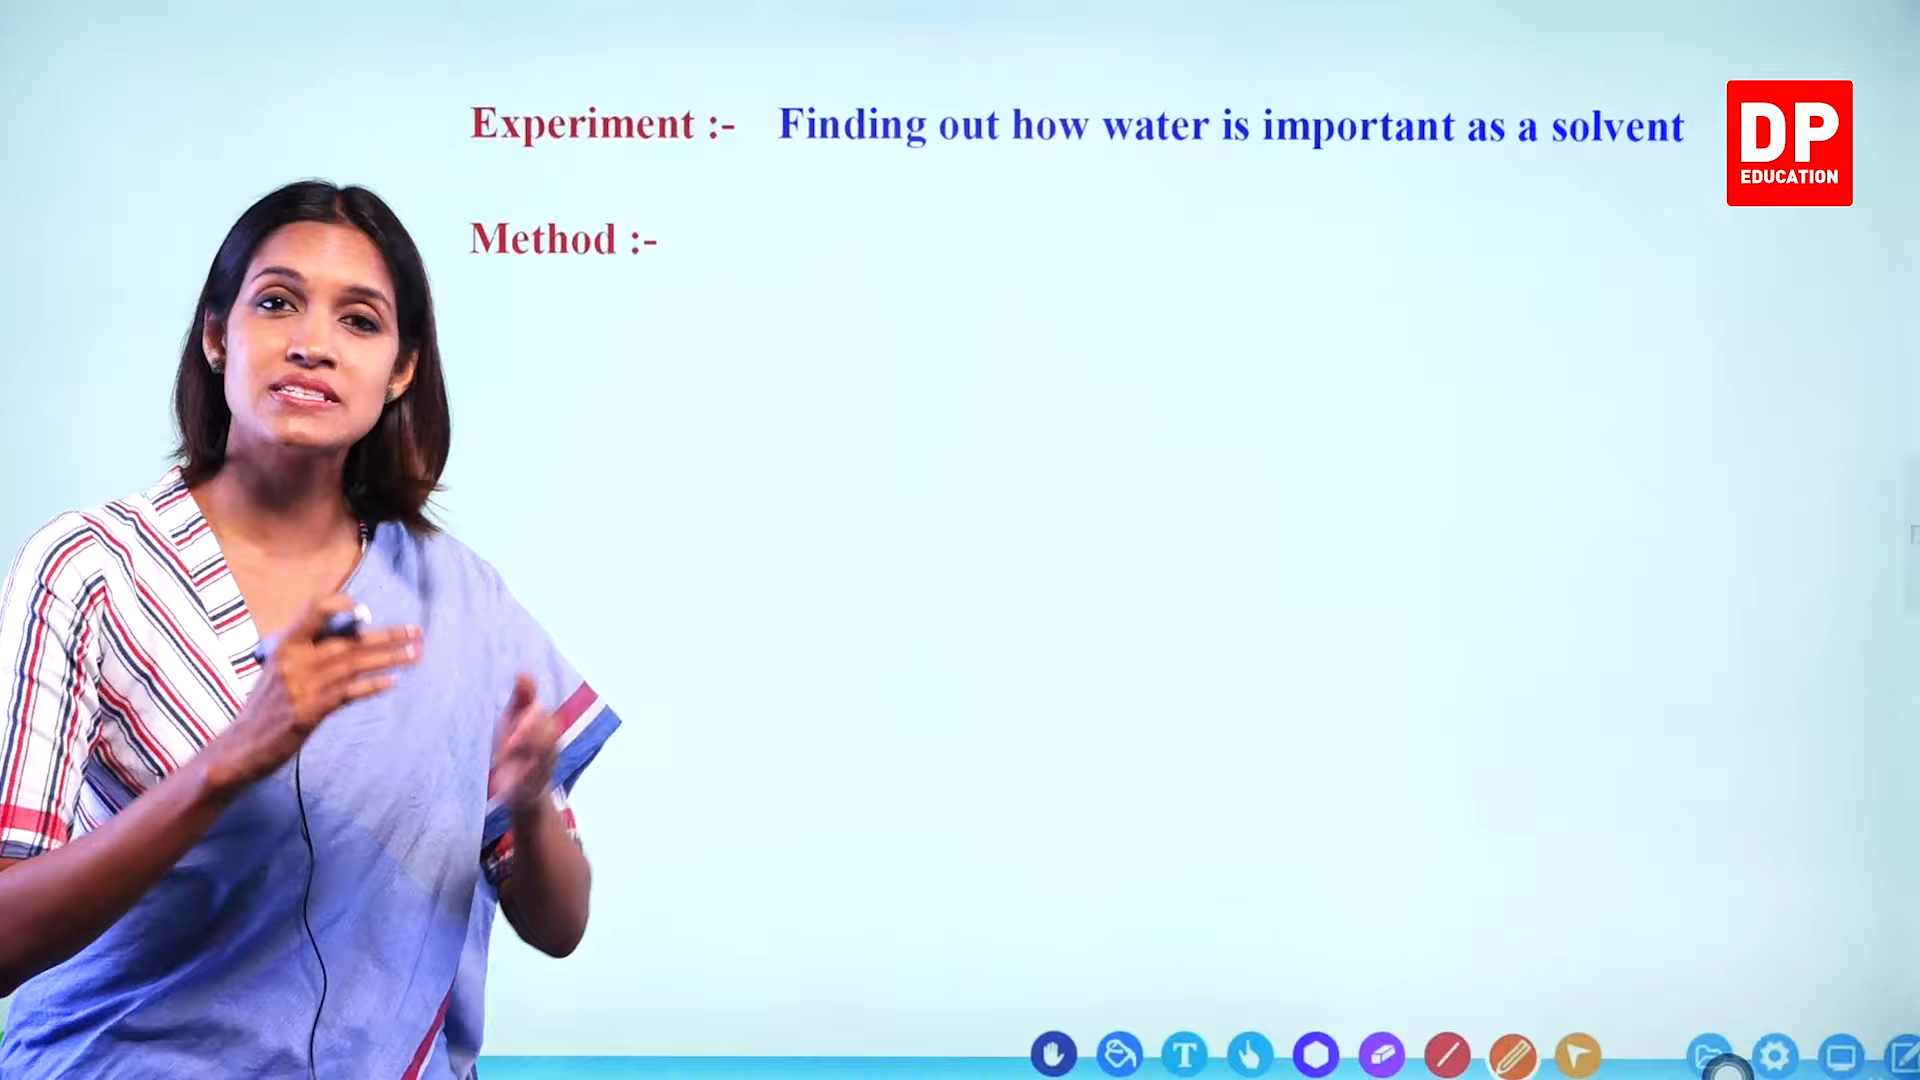 Experiment :- Finding out how water is important as a solvent
DP
EDUCATION
Method :-
T